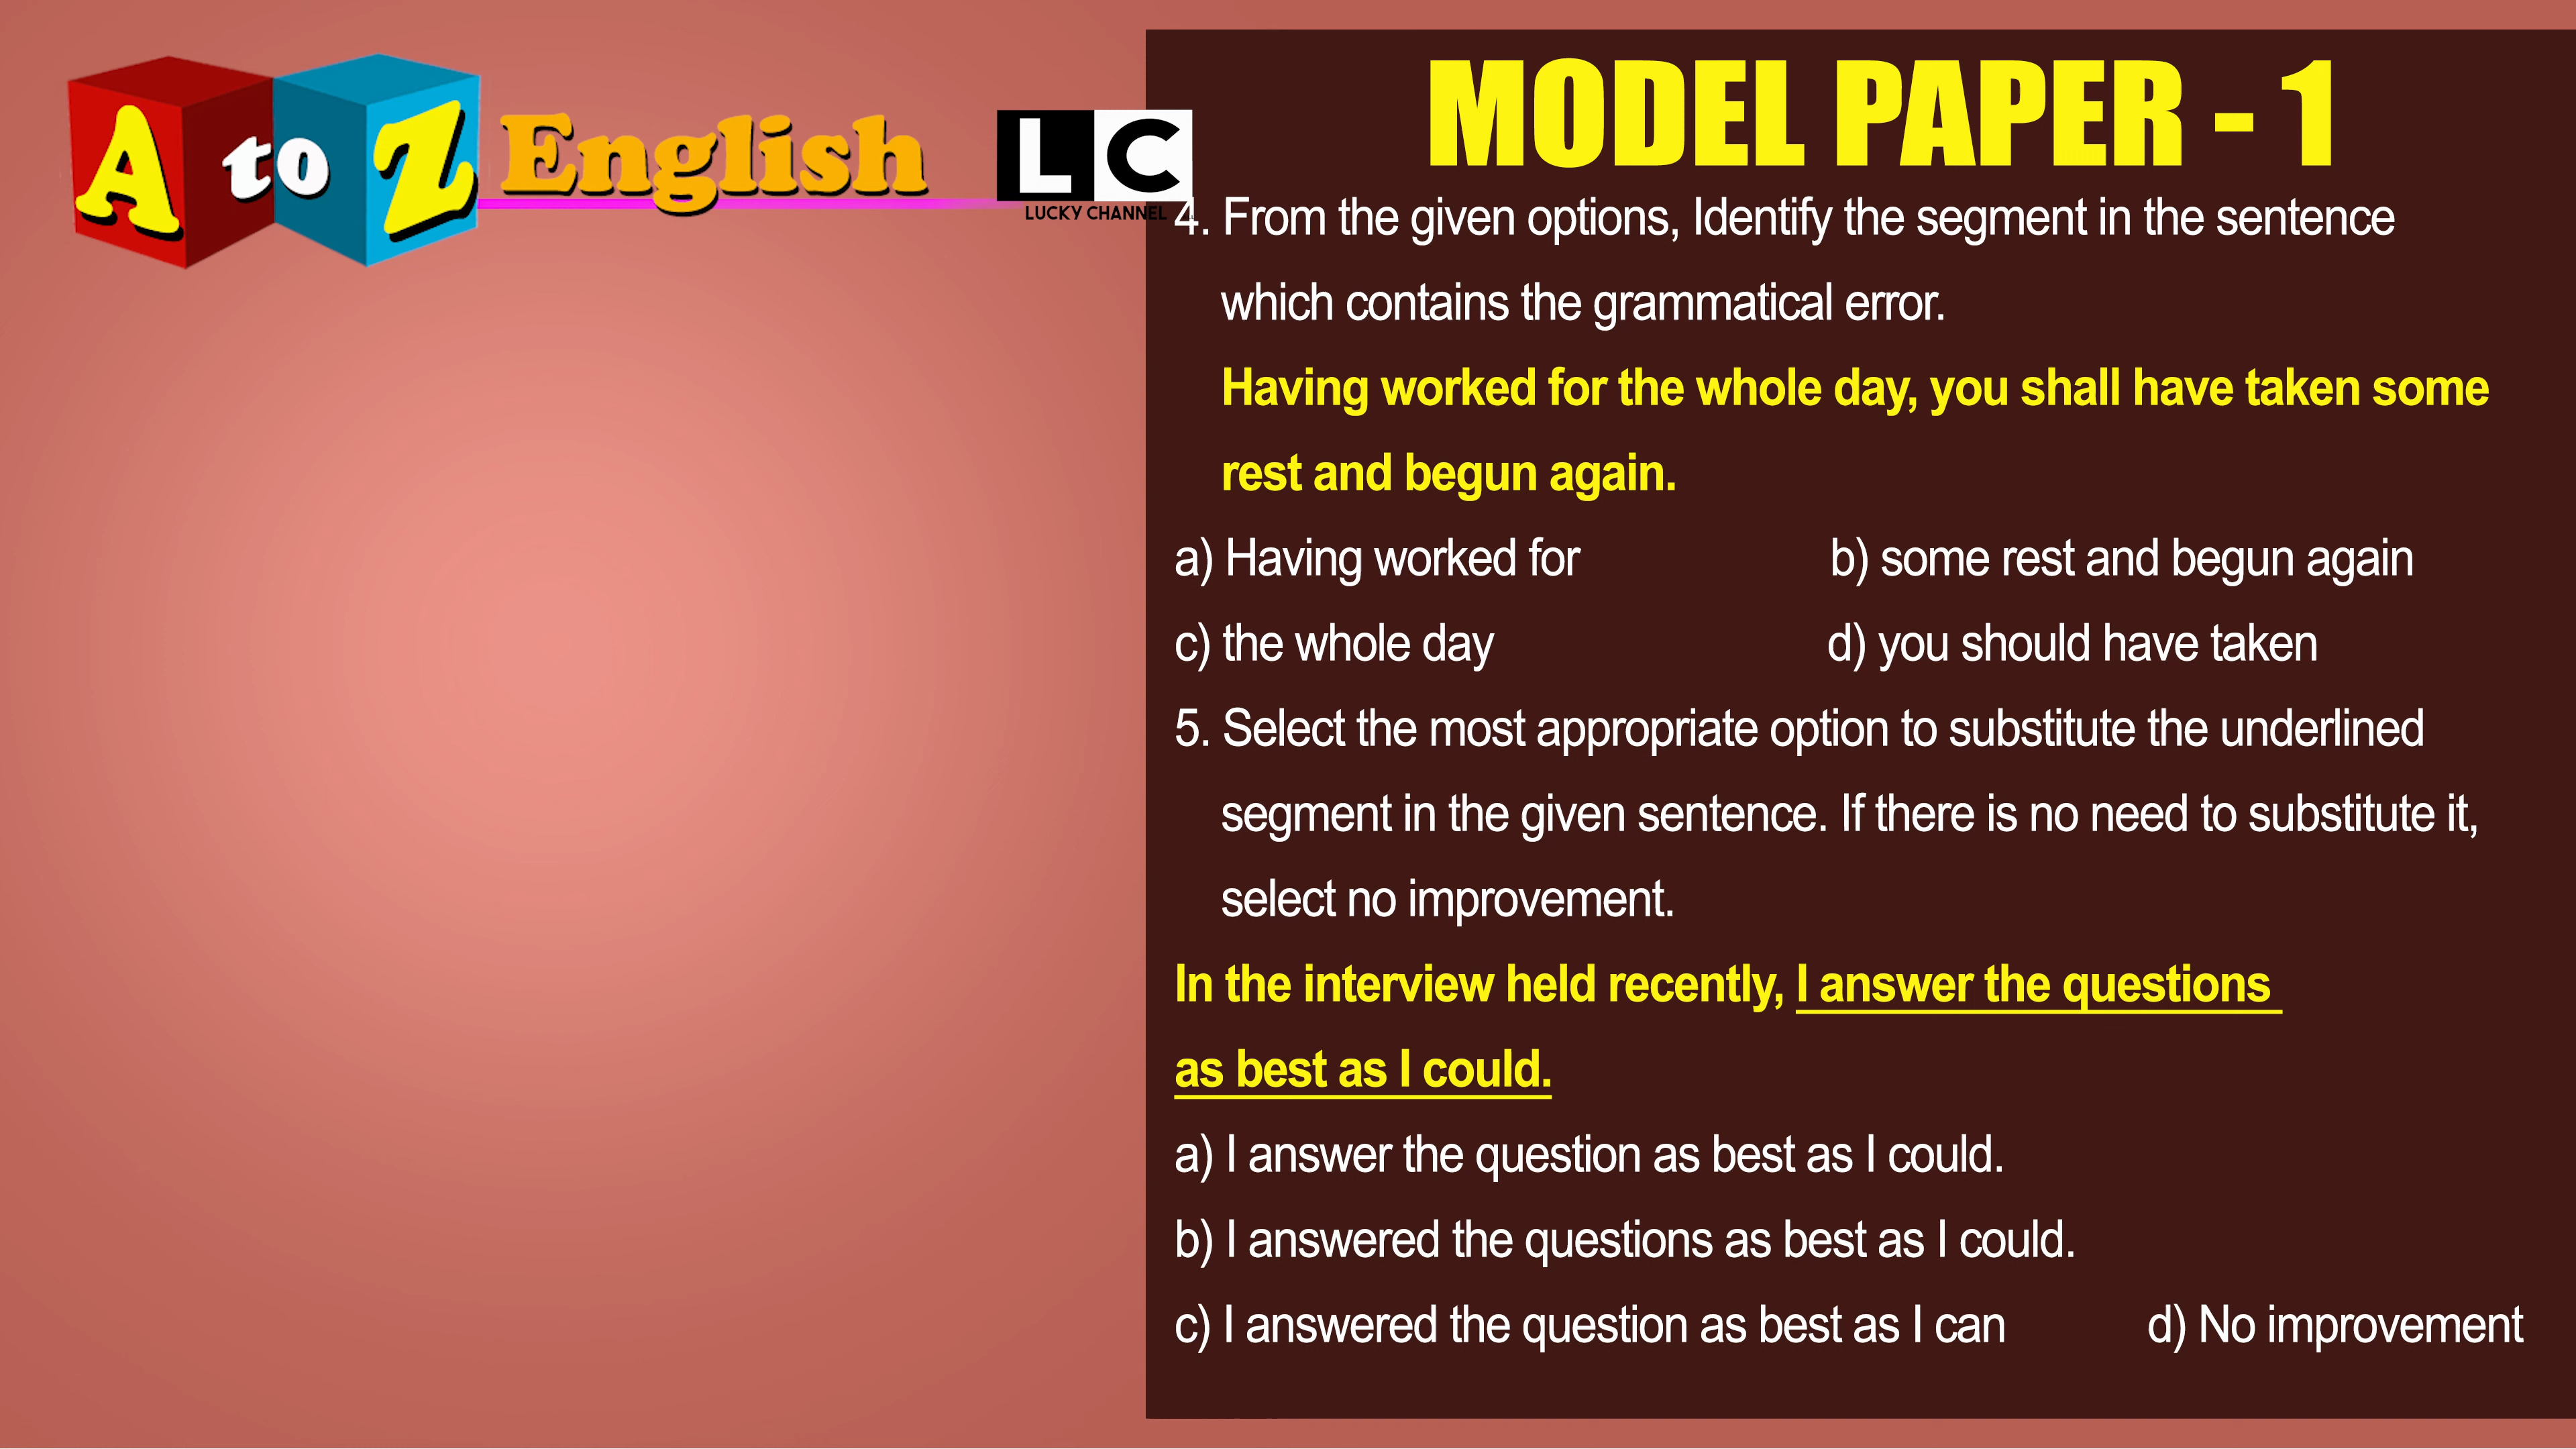 A to Z English
LC
LUCKY CHANNEL
MODEL PAPER - 1
4. From the given options, Identify the segment in the sentence
which contains the grammatical error.
Having worked for the whole day, you shall have taken some
rest and begun again.
a) Having worked for b) some rest and begun again
c) the whole day d) you should have taken
5. Select the most appropriate option to substitute the underlined
segment in the given sentence. If there is no need to substitute it,
select no improvement.
In the interview held recently, I answer the questions
as best as I could.
a) I answer the question as best as I could.
b) I answered the questions as best as I could.
c) I answered the question as best as I can d) No improvement